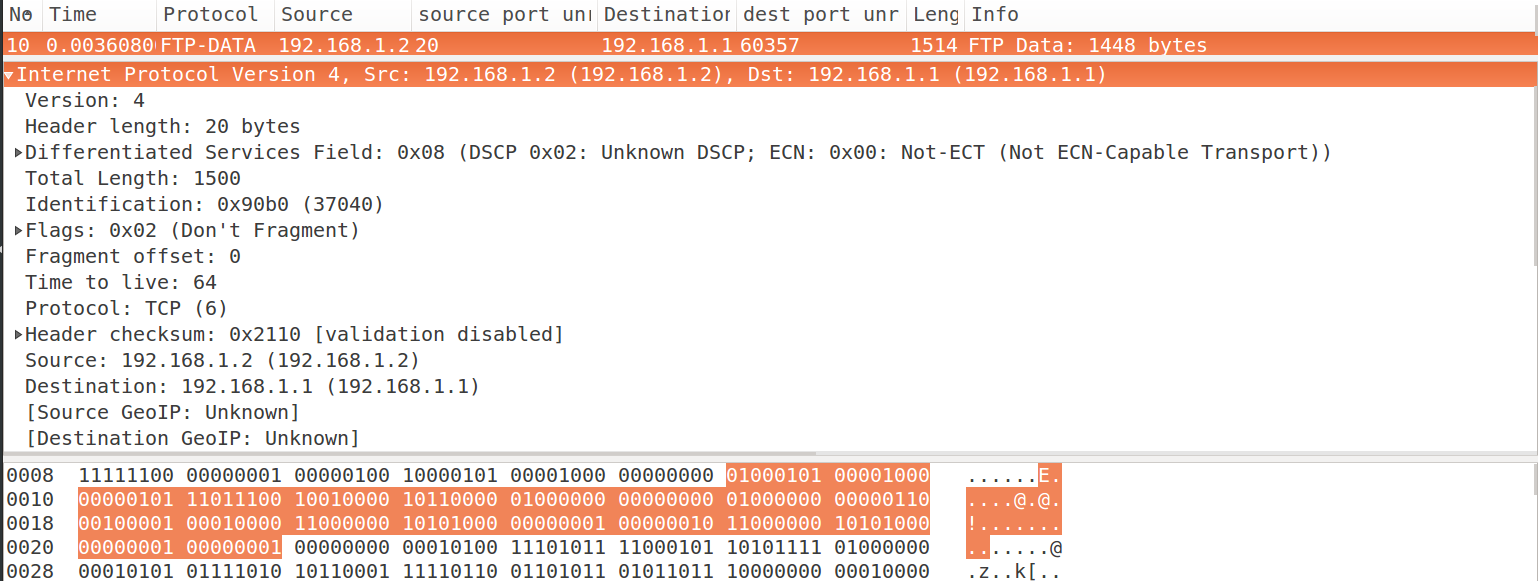 No Time Protocol Source source port unr Destination dest port unr Leng Info
10 0.00360800 FTP-DATA 192.168.1.2 20 192.168.1.1 60357 1514 FTP Data: 1448 bytes
Internet Protocol Version 4, Src: 192.168.1.2 (192.168.1.2), Dst: 192.168.1.1 (192.168.1.1)
Version: 4
Header length: 20 bytes
Differentiated Services Field: 0x08 (DSCP 0x02: Unknown DSCP; ECN: 0x00: Not-ECT (Not ECN-Capable Transport))
Total Length: 1500
Identification: 0x90b0 (37040)
Flags: 0x02 (Don't Fragment)
Fragment offset: 0
Time to live: 64
Protocol: TCP (6)
Header checksum: 0x2110 [validation disabled]
Source: 192.168.1.2 (192.168.1.2)
Destination: 192.168.1.1 (192.168.1.1)
[Source GeoIP: Unknown]
[Destination GeoIP: Unknown]
0008 11111100 00000001 00000100 10000101 00001000 00000000 01000101 00001000 ......E.
0010 00000101 11011100 10010000 10110000 01000000 00000000 01000000 00000110 ....@.@.
0018 00100001 00010000 11000000 10101000 00000001 00000010 11000000 10101000 !.......
0020 00000001 00000001 00000000 00010100 11101011 11000101 10101111 01000000 .......@
0028 00010101 01111010 10110001 11110110 01101011 01011011 10000000 00010000 .z..k[..